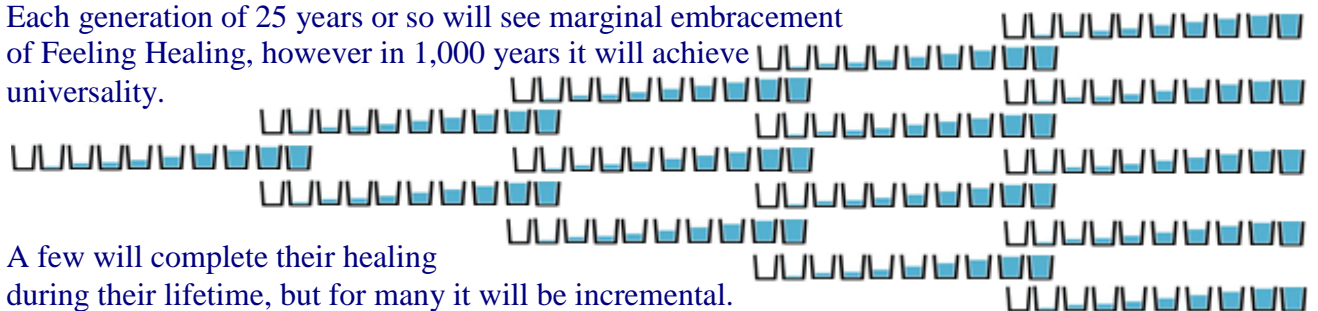 Each generation of 25 years or so will see marginal embracement
of Feeling Healing, however in 1,000 years it will achieve
universality.
A few will complete their healing
during their lifetime, but for many it will be incremental.